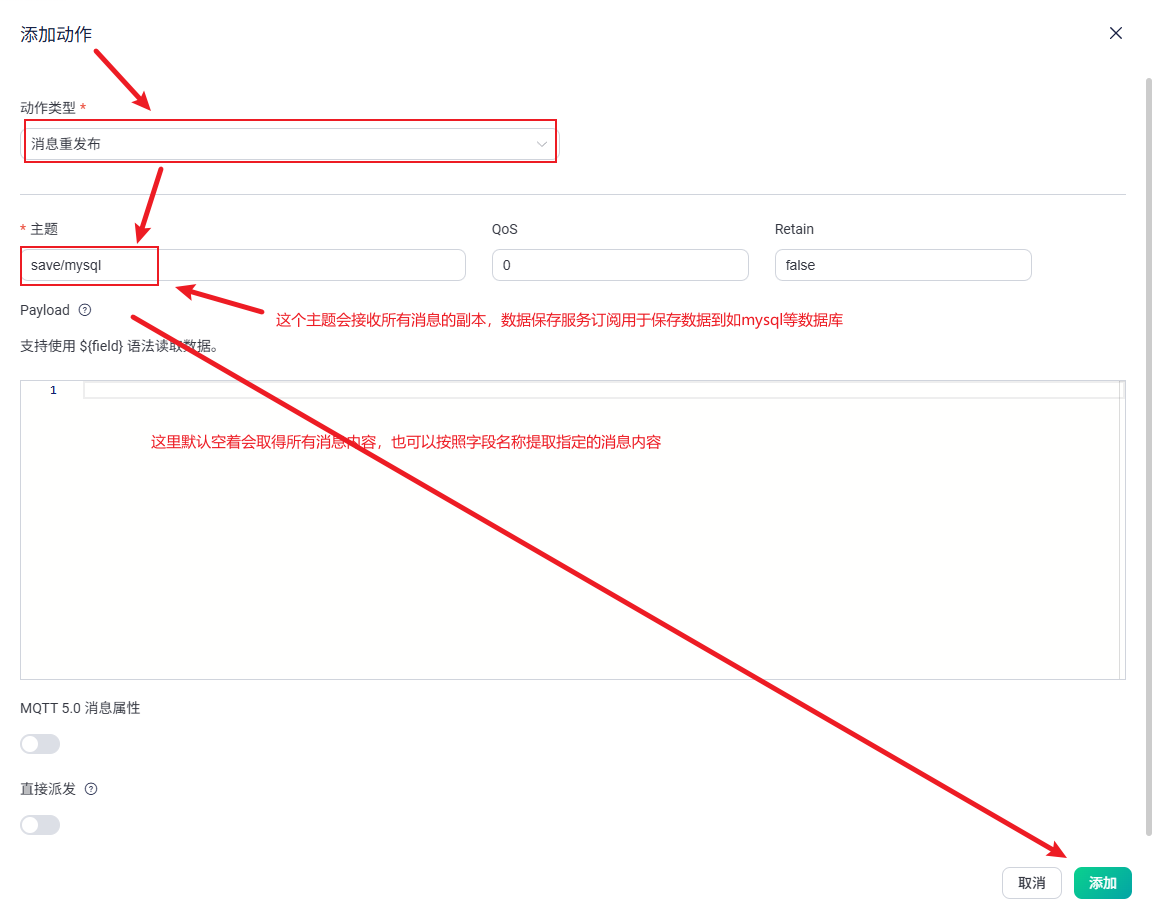 添加动作
动作类型 *
消息重发布
* 主题
QoS
Retain
save/mysql
0
false
Payload
这个主题会接收所有消息的副本，数据保存服务订阅用于保存数据到如mysql等数据库
支持使用 ${field} 语法读取数据。
1
这里默认空着会取得所有消息内容，也可以按照字段名称提取指定的消息内容
MQTT 5.0 消息属性
直接派发
取消
添加